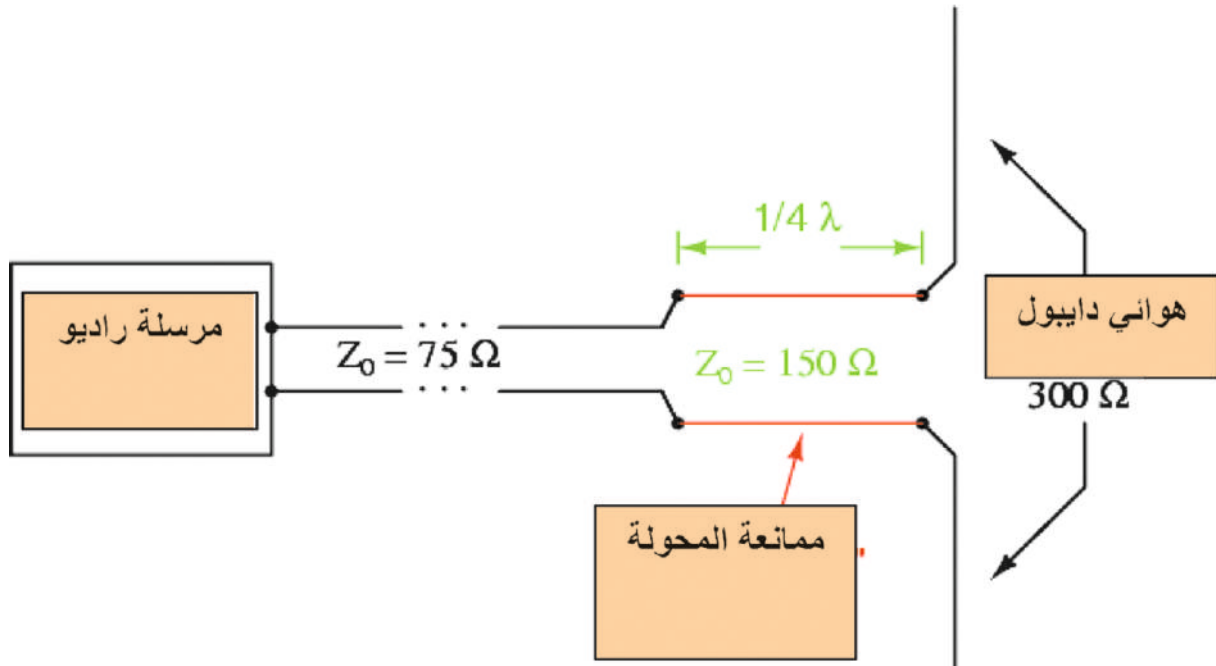 1/4 λ
مرسلة راديو
هوائي دايبول
Z₀ = 75 Ω
Z₀ = 150 Ω
300 Ω
ممانعة المحولة